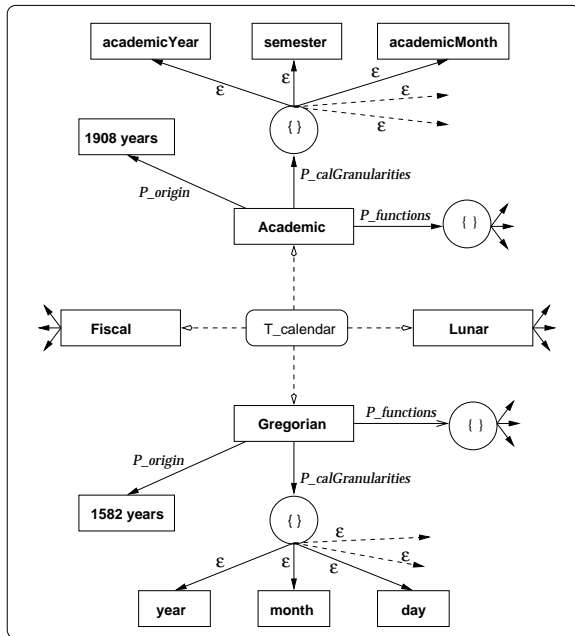 academicYear semester academicMonth
ε ε ε
ε
ε
1908 years
{ }
P_calGranularities
P_origin
P_functions
Academic
{ }
Fiscal
T_calendar
Lunar
P_functions
Gregorian
{ }
P_origin
P_calGranularities
1582 years
{ }
ε
ε
ε ε ε
year month day